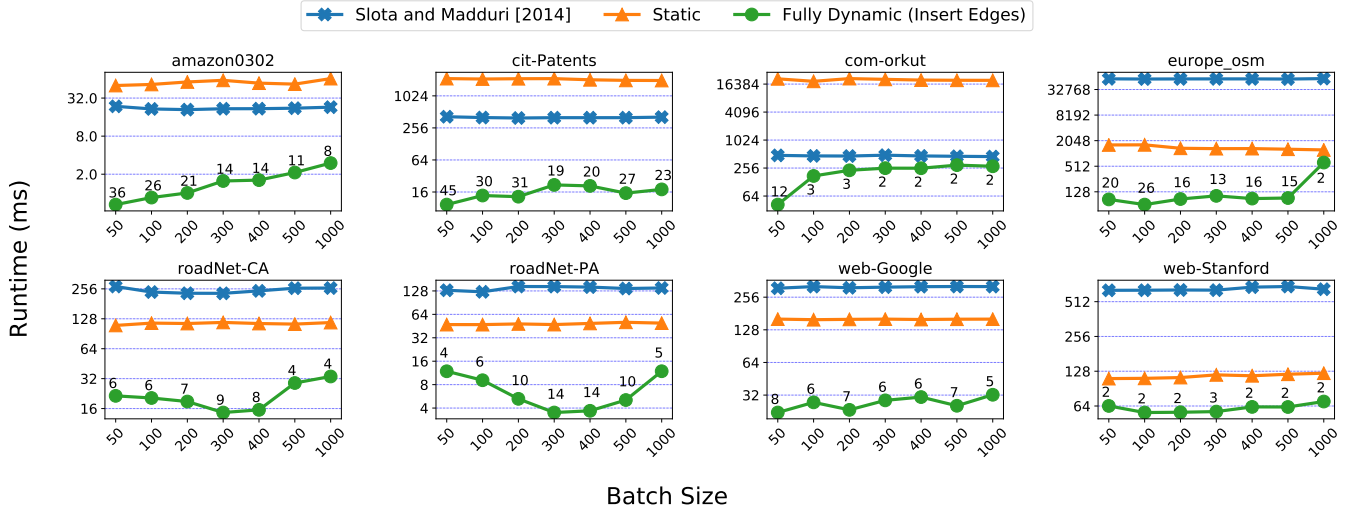 Slota and Madduri [2014] Static Fully Dynamic (Insert Edges)
Runtime (ms)
amazon0302
32.0
8.0
2.0
36 26 21 14 14 11 8
50 100 200 300 400 500 1000
cit-Patents
1024
256
64
16
45 30 31 19 20 27 23
50 100 200 300 400 500 1000
com-orkut
16384
4096
1024
256
64
12 3 3 2 2 2 2
50 100 200 300 400 500 1000
europe_osm
32768
8192
2048
512
128
20 26 16 13 16 15 2
50 100 200 300 400 500 1000
roadNet-CA
256
128
64
32
16
6 6 7 9 8 4 4
50 100 200 300 400 500 1000
roadNet-PA
128
64
32
16
8
4
4 6 10 14 14 10 5
50 100 200 300 400 500 1000
web-Google
256
128
64
32
8 6 7 6 6 7 5
50 100 200 300 400 500 1000
web-Stanford
512
256
128
64
2 2 2 3 2 2 2
50 100 200 300 400 500 1000
Batch Size